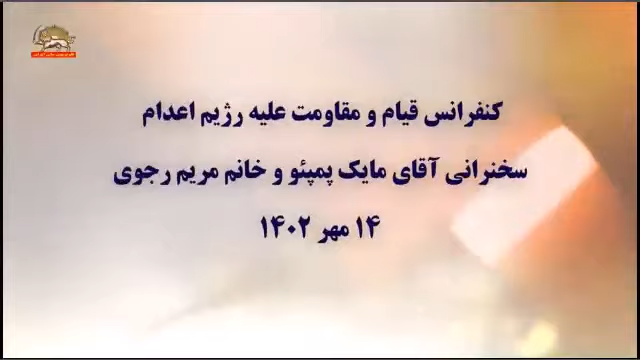 کنفرانس قیام و مقاومت علیه رژیم اعدام
سخنرانی آقای مایک پمپئو و خانم مریم رجوی
۱۴ مهر ۱۴۰۲